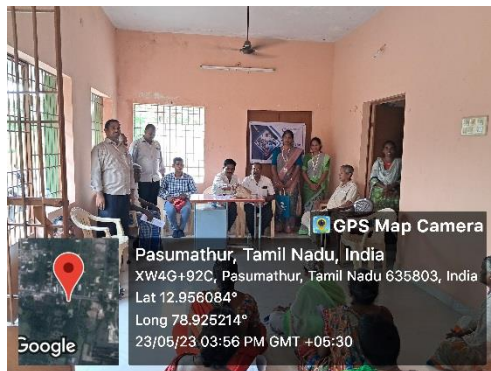 GPS Map Camera
Pasumathur, Tamil Nadu, India
XW4G+92C, Pasumathur, Tamil Nadu 635803, India
Lat 12.956084°
Long 78.925214°
23/05/23 03:56 PM GMT +05:30
Google